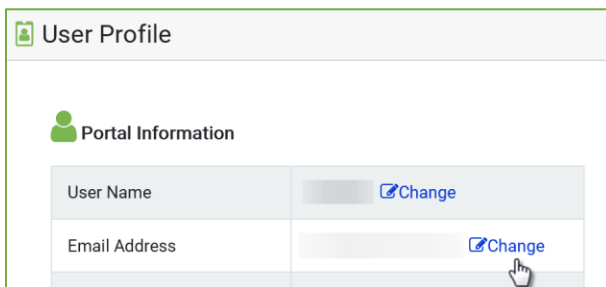 User Profile
Portal Information
User Name Change
Email Address Change